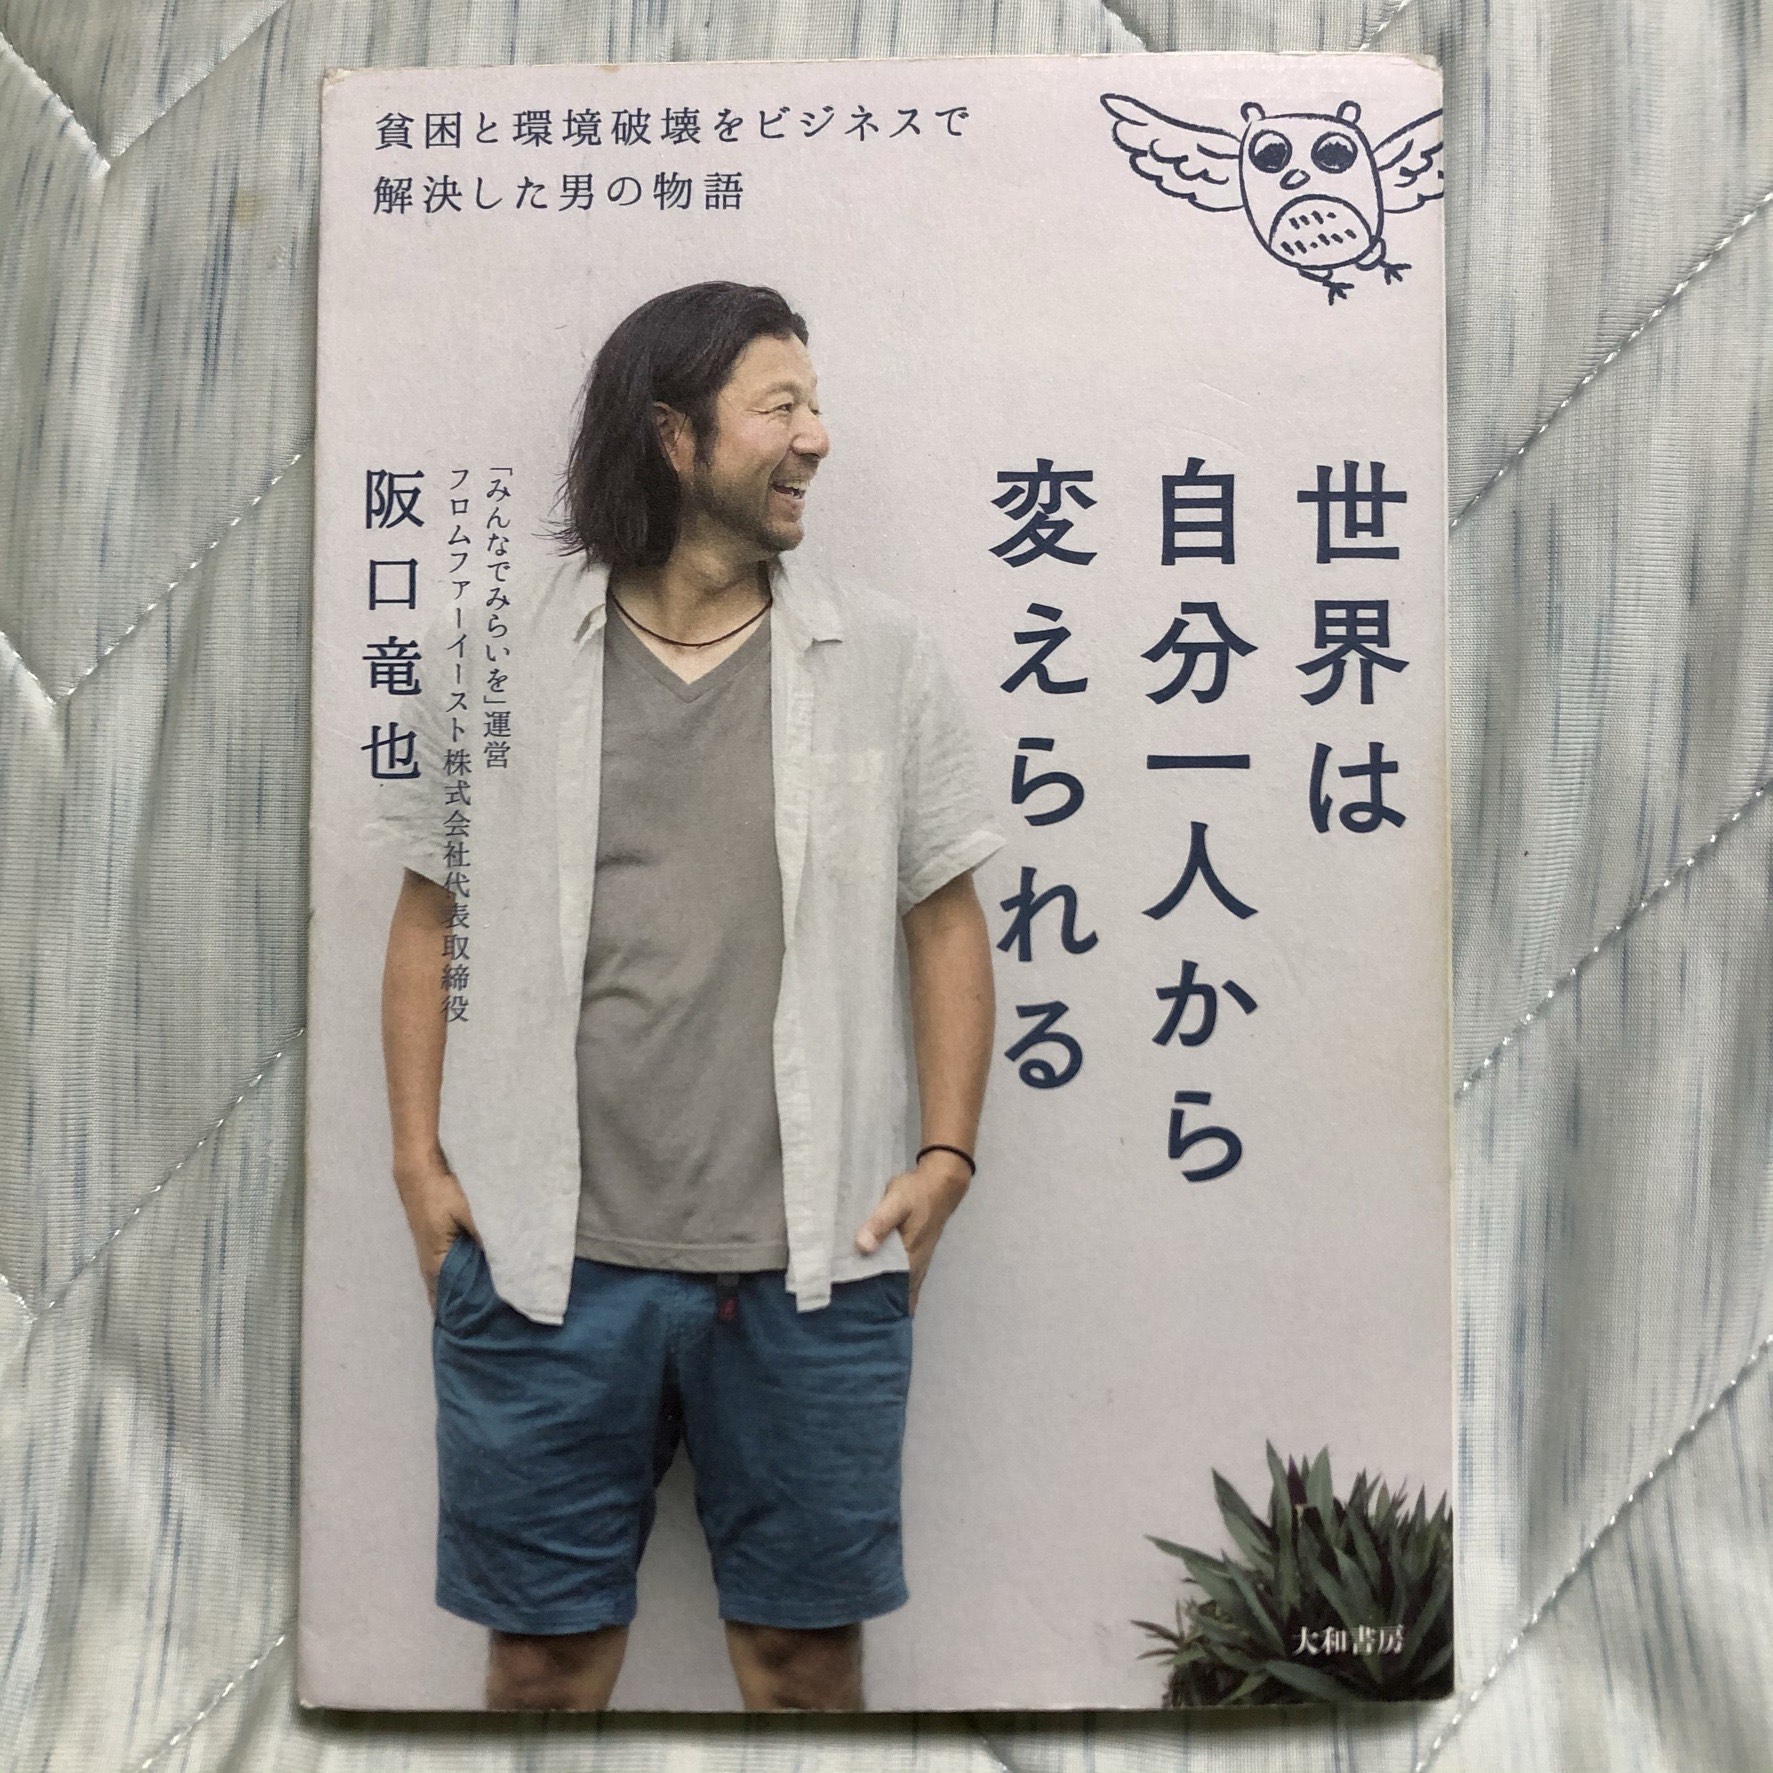 貧困と環境破壊をビジネスで
解決した男の物語
世界は
自分一人から
変えられる
「みんなでみらいを」運営
フロムファーイースト株式会社代表取締役
阪口竜也
大和書房